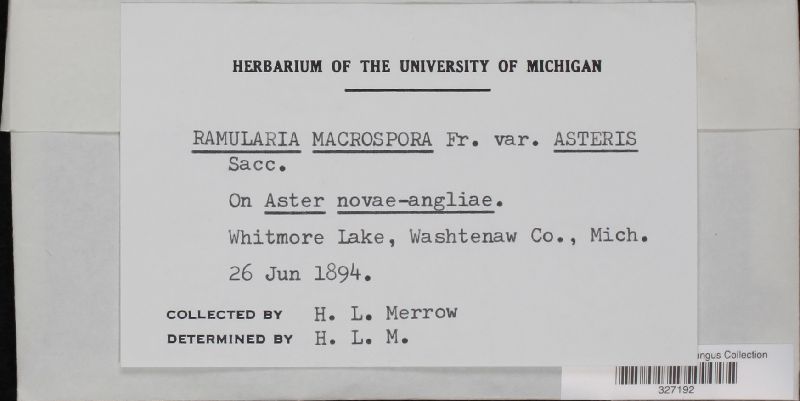 HERBARIUM OF THE UNIVERSITY OF MICHIGAN
RAMULARIA MACROSPORA Fr. var. ASTERIS
Sacc.
On Aster novae-angliae.
Whitmore Lake, Washtenaw Co., Mich.
26 Jun 1894.
COLLECTED BY H. L. Merrow
DETERMINED BY H. L. M.
Collection
327192